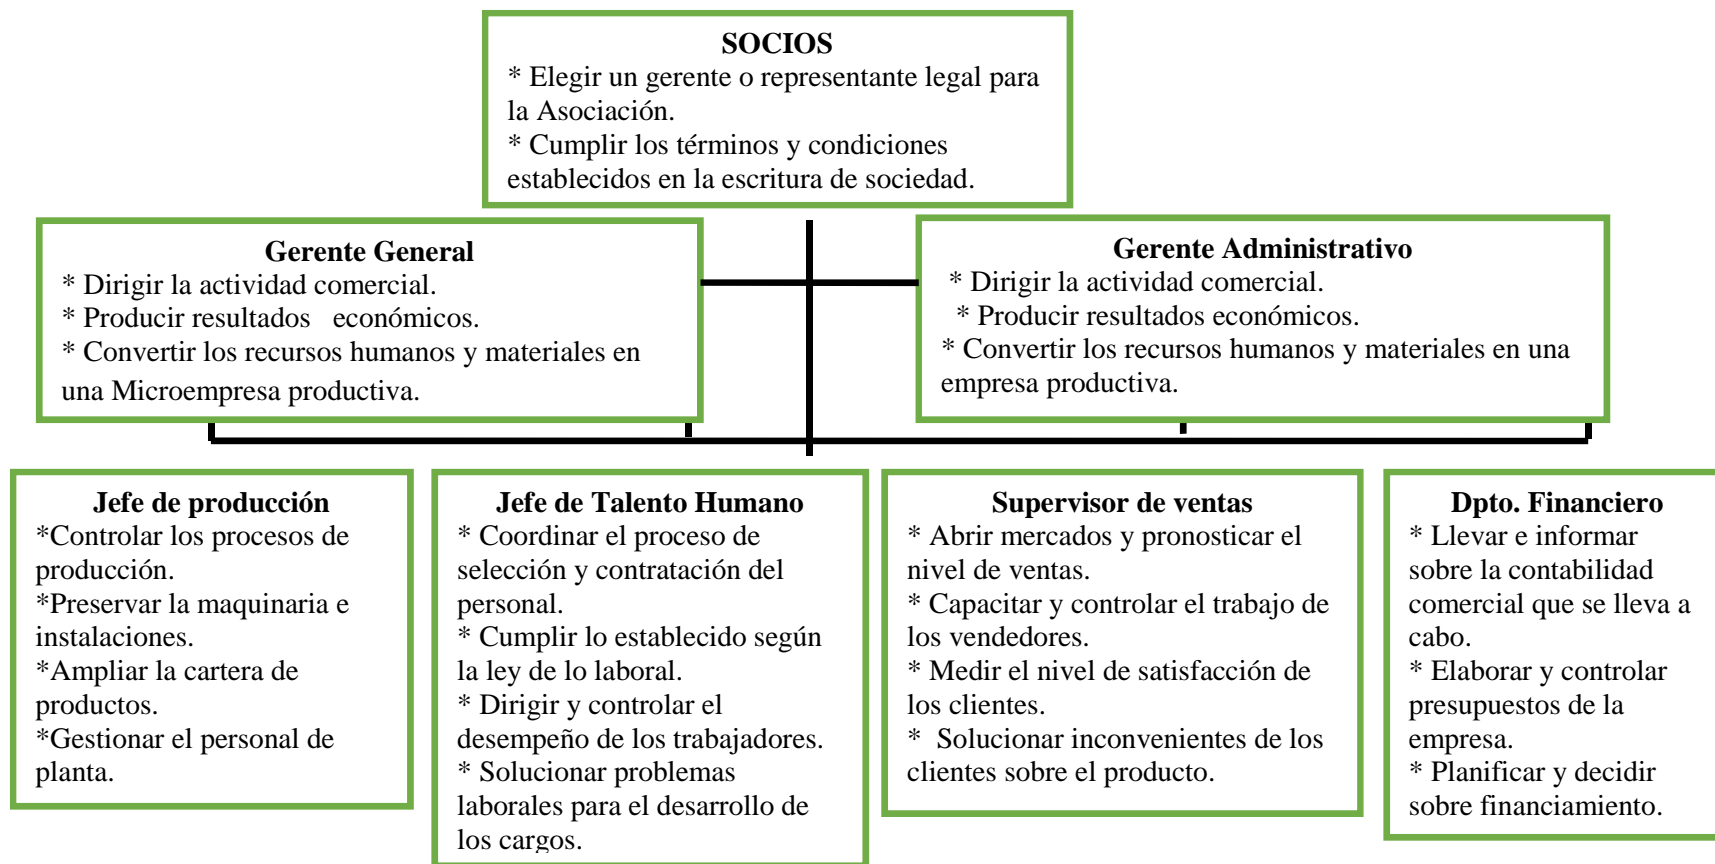 SOCIOS
* Elegir un gerente o representante legal para
la Asociación.
* Cumplir los términos y condiciones
establecidos en la escritura de sociedad.
Gerente General
* Dirigir la actividad comercial.
* Producir resultados económicos.
* Convertir los recursos humanos y materiales en
una Microempresa productiva.
Gerente Administrativo
* Dirigir la actividad comercial.
* Producir resultados económicos.
* Convertir los recursos humanos y materiales en una
empresa productiva.
Jefe de producción
*Controlar los procesos de
producción.
*Preservar la maquinaria e
instalaciones.
*Ampliar la cartera de
productos.
*Gestionar el personal de
planta.
Jefe de Talento Humano
* Coordinar el proceso de
selección y contratación del
personal.
* Cumplir lo establecido según
la ley de lo laboral.
* Dirigir y controlar el
desempeño de los trabajadores.
* Solucionar problemas
laborales para el desarrollo de
los cargos.
Supervisor de ventas
* Abrir mercados y pronosticar el
nivel de ventas.
* Capacitar y controlar el trabajo de
los vendedores.
* Medir el nivel de satisfacción de
los clientes.
* Solucionar inconvenientes de los
clientes sobre el producto.
Dpto. Financiero
* Llevar e informar
sobre la contabilidad
comercial que se lleva a
cabo.
* Elaborar y controlar
presupuestos de la
empresa.
* Planificar y decidir
sobre financiamiento.